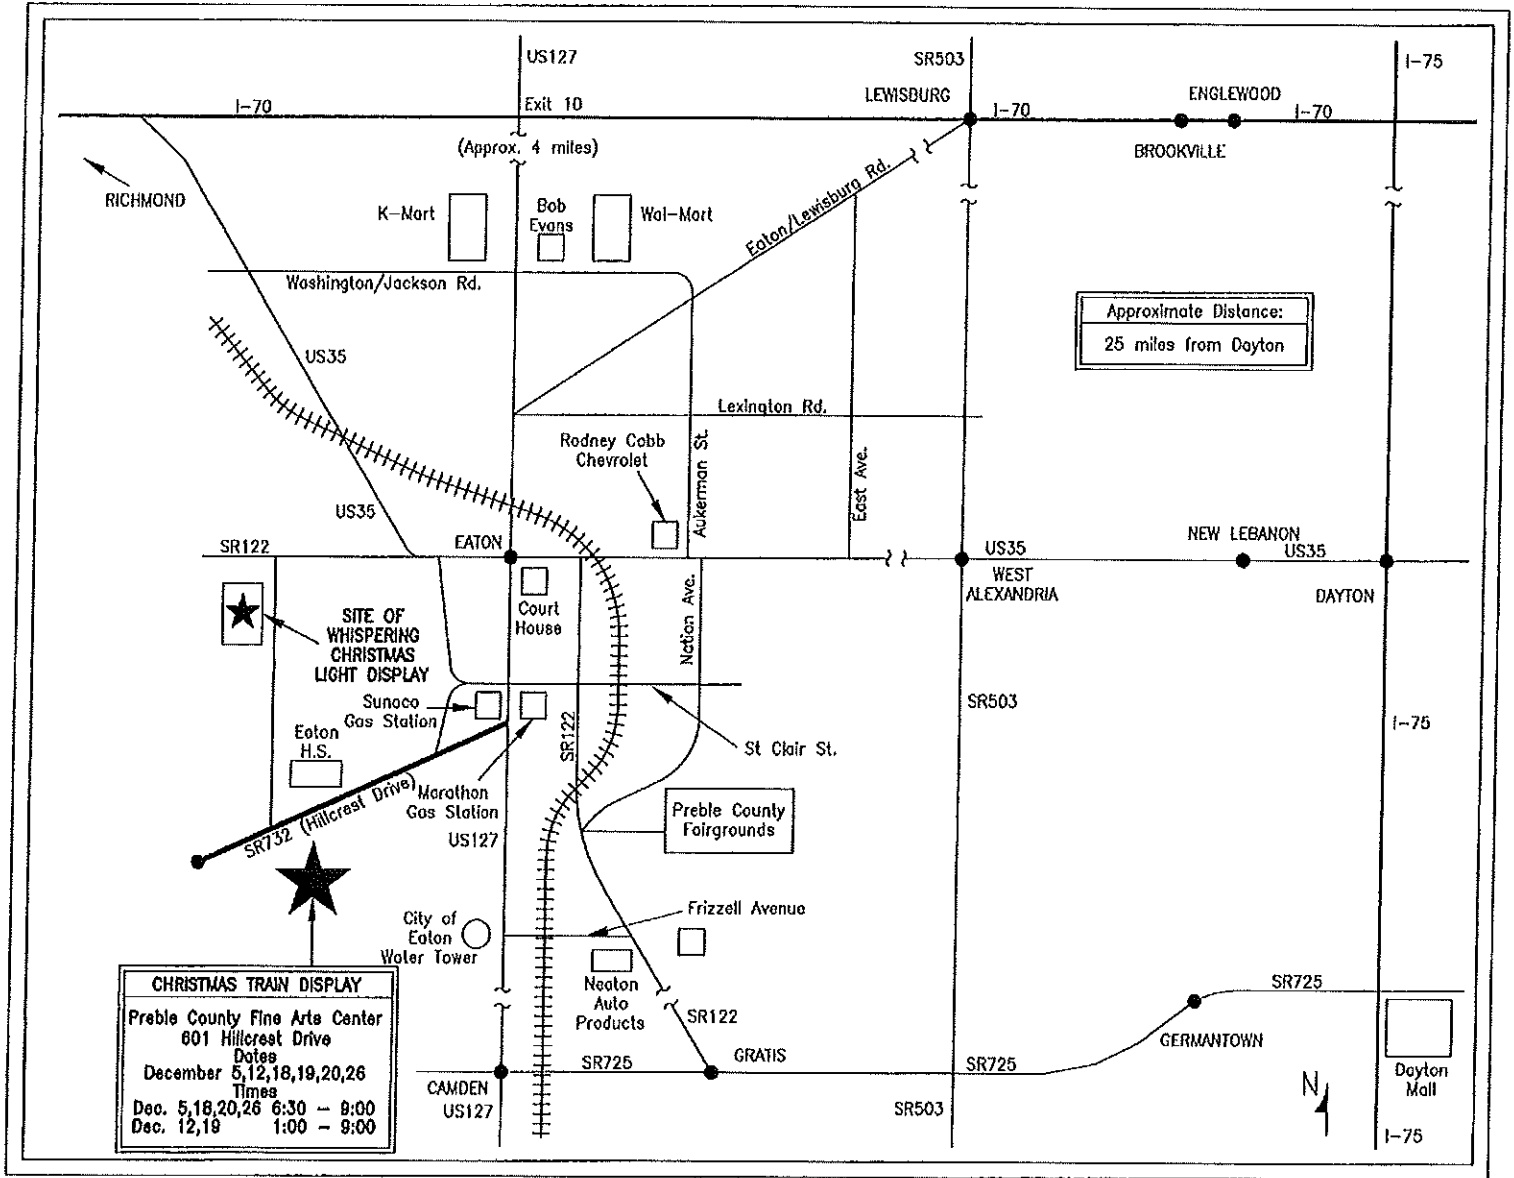 US127
SR503
I-75
I-70
Exit 10
LEWISBURG
I-70
ENGLEWOOD
I-70
(Approx. 4 miles)
BROOKVILLE
RICHMOND
K-Mart
Bob
Evans
Wal-Mart
Eaton/Lewisburg Rd.
Washington/Jackson Rd.
Approximate Distance:
25 miles from Dayton
US35
Lexington Rd.
Rodney Cobb
Chevrolet
Aukerman St.
East Ave.
US35
SR122
EATON
US35
NEW LEBANON
US35
WEST
ALEXANDRIA
DAYTON
Court
House
Nation Ave.
SITE OF
WHISPERING
CHRISTMAS
LIGHT DISPLAY
Sunoco
Gas Station
SR503
I-75
Eaton
H.S.
SR122
St Clair St.
Marathon
Gas Station
SR732 (Hillcrest Drive)
US127
Preble County
Fairgrounds
Frizzell Avenue
City of
Eaton
Water Tower
Neaton
Auto
Products
SR122
CHRISTMAS TRAIN DISPLAY
Preble County Fine Arts Center
601 Hillcrest Drive
Dates
December 5,12,18,19,20,26
Times
Dec. 5,18,20,26 6:30 - 9:00
Dec. 12,19 1:00 - 9:00
SR725
GERMANTOWN
CAMDEN
US127
SR725
GRATIS
SR725
SR503
N
Dayton
Mall
I-75